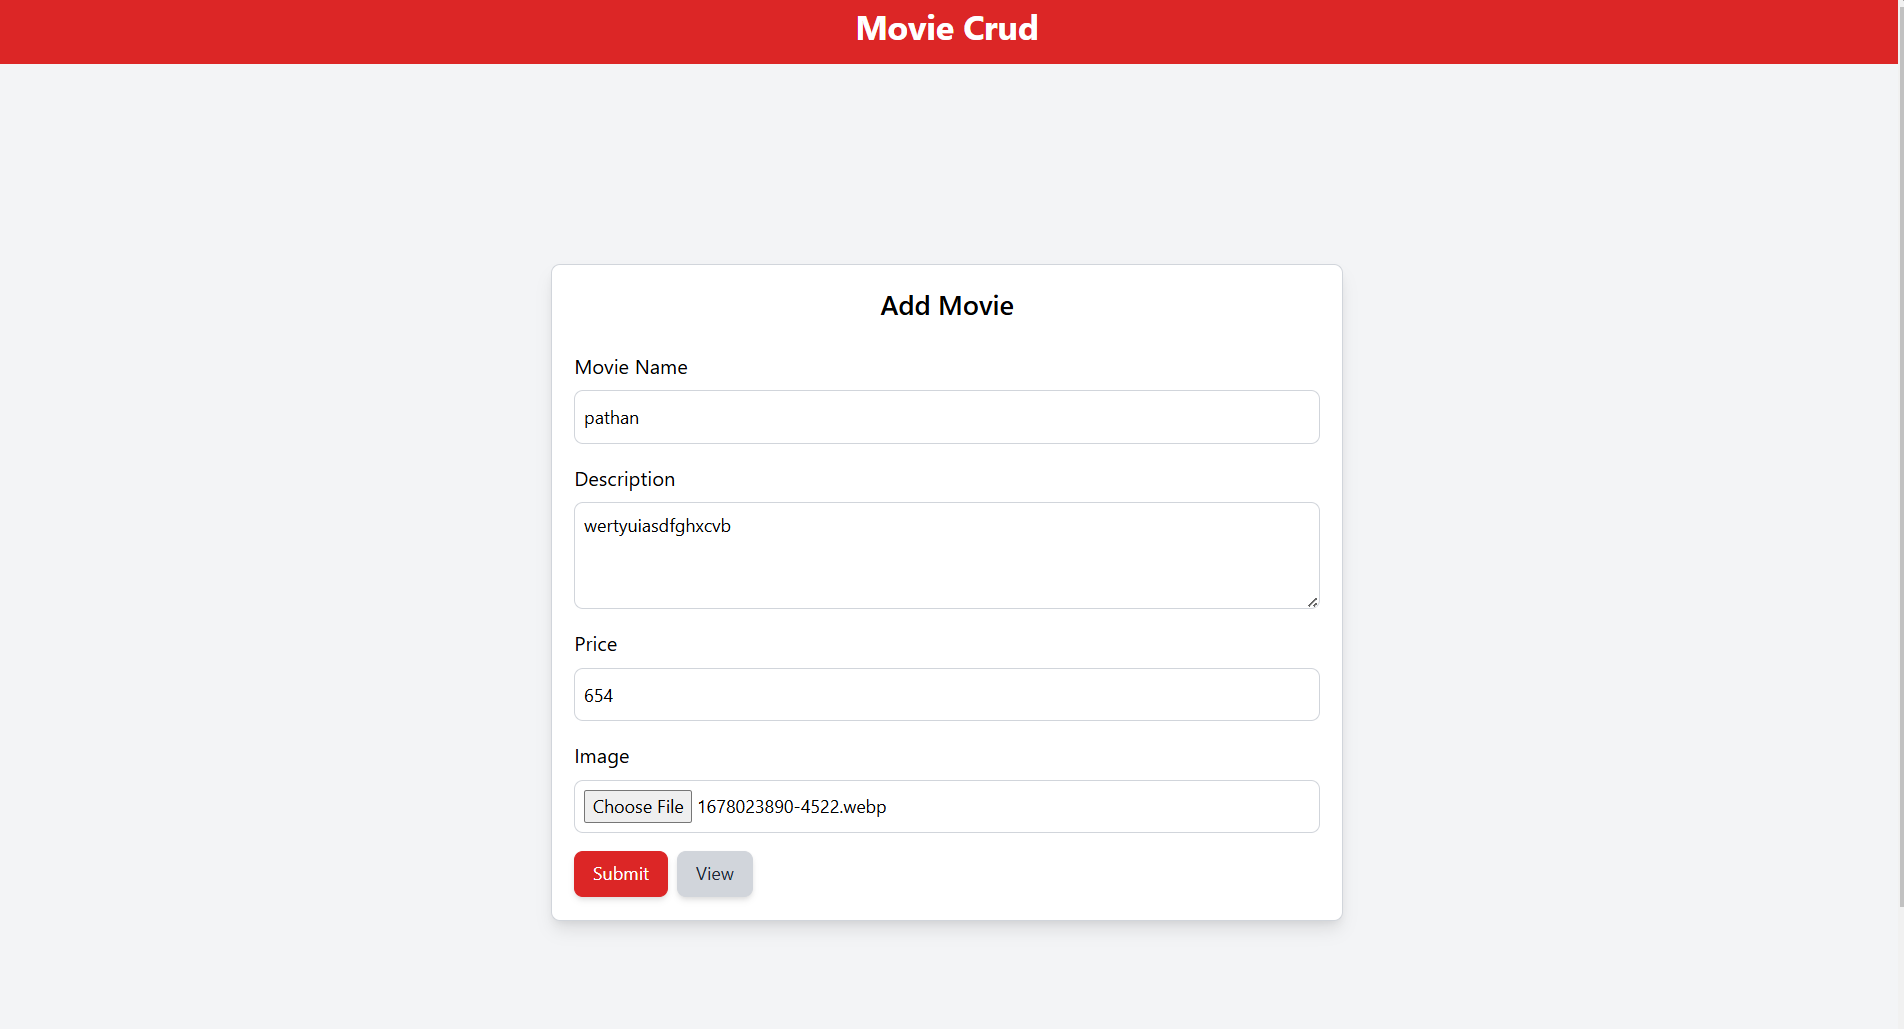 Movie Crud
Add Movie
Movie Name
pathan
Description
wertyuiasdfghxcvb
Price
654
Image
Choose File 1678023890-4522.webp
Submit View